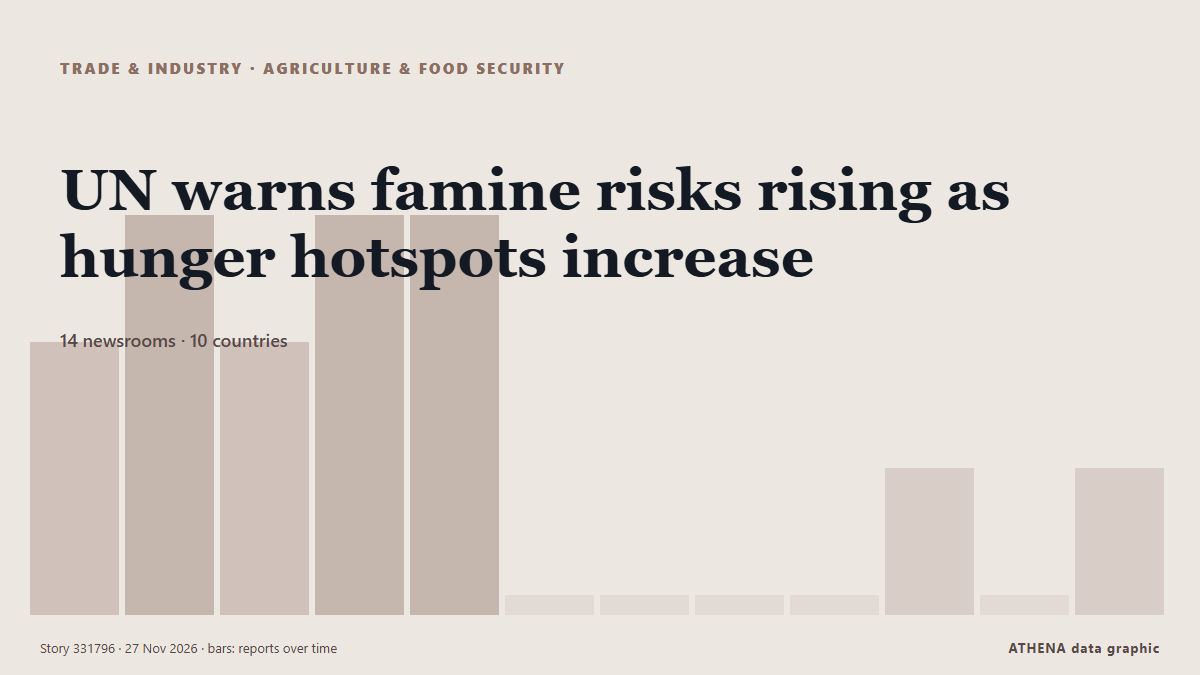 TRADE & INDUSTRY · AGRICULTURE & FOOD SECURITY
UN warns famine risks rising as
hunger hotspots increase
14 newsrooms · 10 countries
Story 331796 · 27 Nov 2026 · bars: reports over time
ATHENA data graphic